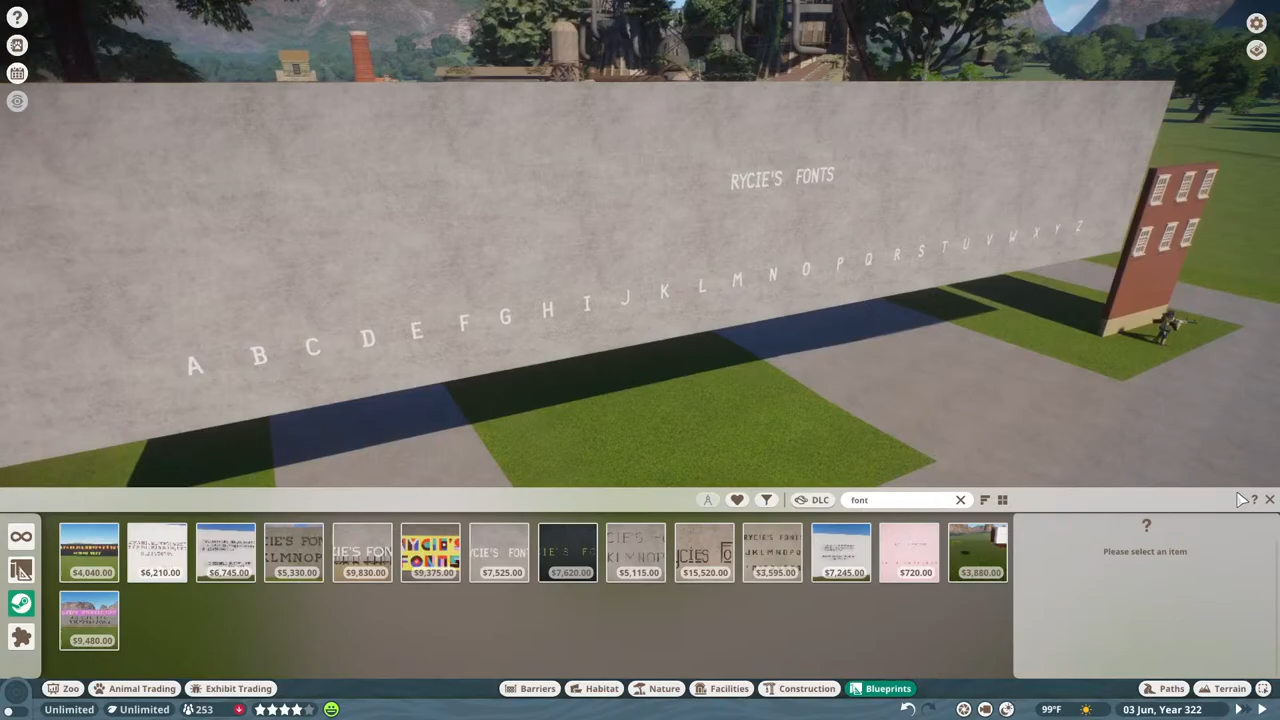 RYCIE'S FONTS
A B C D E F G H I J K L M N O P Q R S T U V W X Y Z
DLC
font
?
$4,040.00
$6,210.00
$6,745.00
$5,330.00
$9,830.00
$9,375.00
$7,525.00
$7,620.00
$5,115.00
$15,520.00
$3,595.00
$7,245.00
$720.00
$3,880.00
?
Please select an item
$9,480.00
Zoo
Animal Trading
Exhibit Trading
Barriers
Habitat
Nature
Facilities
Construction
Blueprints
Paths
Terrain
Unlimited
Unlimited
253
99°F
03 Jun, Year 322